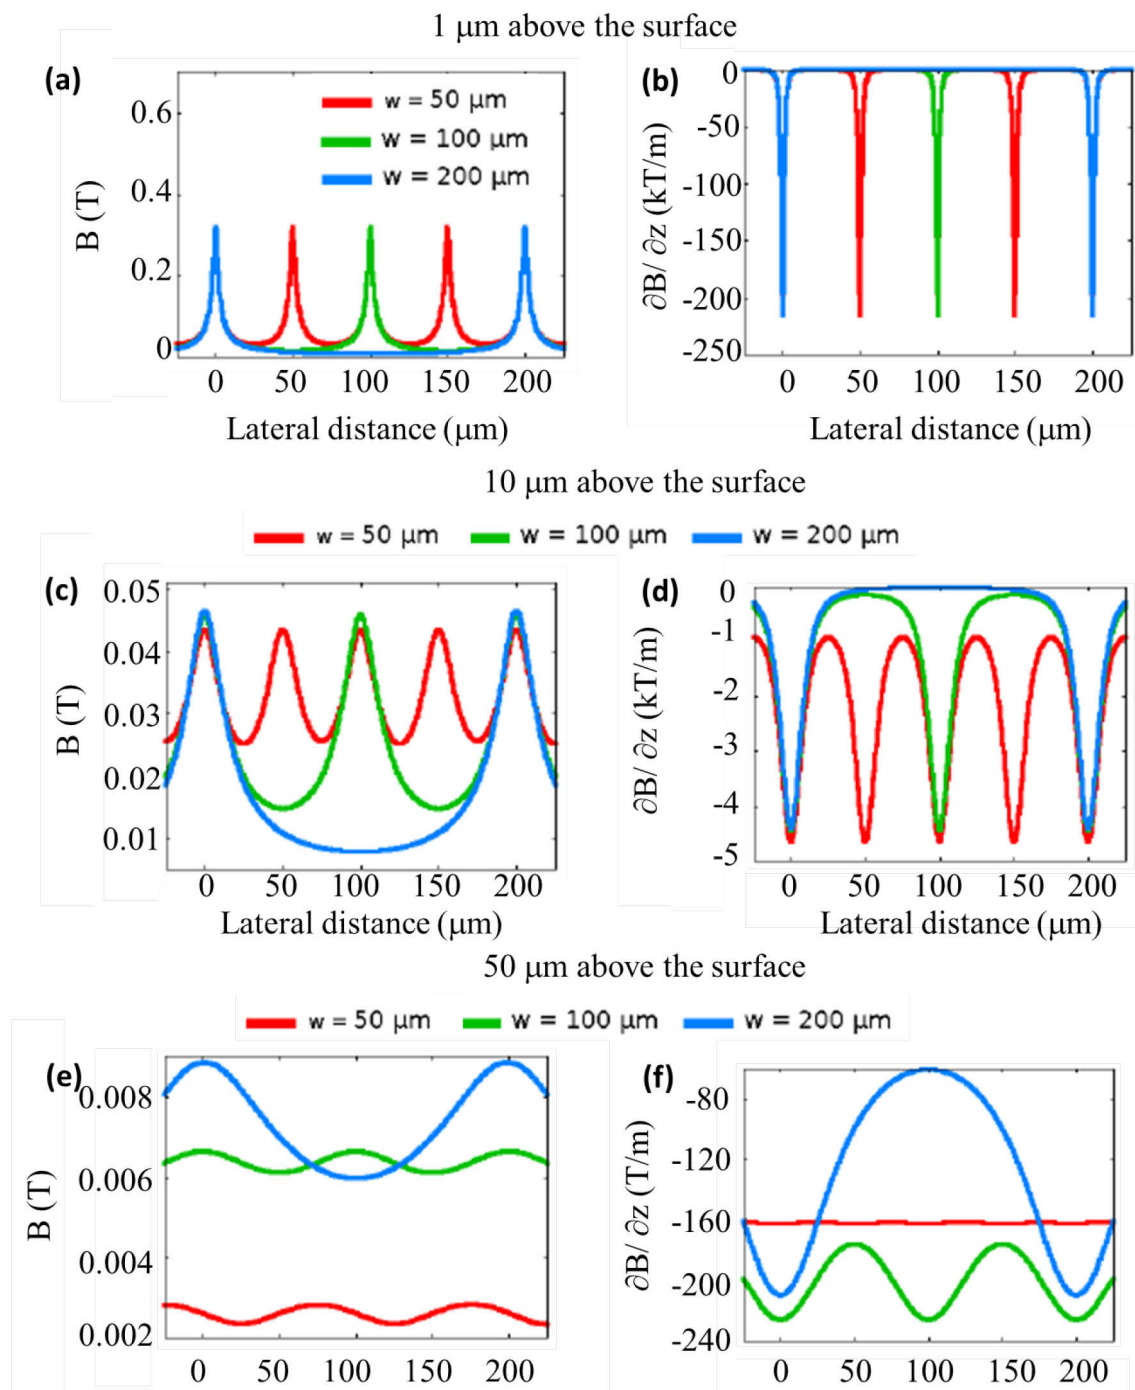 1 μm above the surface
(a)
w = 50 μm
w = 100 μm
w = 200 μm
B (T)
0.6
0.4
0.2
0
0 50 100 150 200
Lateral distance (μm)
(b)
∂B/ ∂z (kT/m)
0
-50
-100
-150
-200
-250
0 50 100 150 200
Lateral distance (μm)
10 μm above the surface
w = 50 μm w = 100 μm w = 200 μm
(c)
B (T)
0.05
0.04
0.03
0.02
0.01
0 50 100 150 200
Lateral distance (μm)
(d)
∂B/ ∂z (kT/m)
0
-1
-2
-3
-4
-5
0 50 100 150 200
Lateral distance (μm)
50 μm above the surface
w = 50 μm w = 100 μm w = 200 μm
(e)
B (T)
0.008
0.006
0.004
0.002
0 50 100 150 200
(f)
∂B/ ∂z (T/m)
-80
-120
-160
-200
-240
0 50 100 150 200